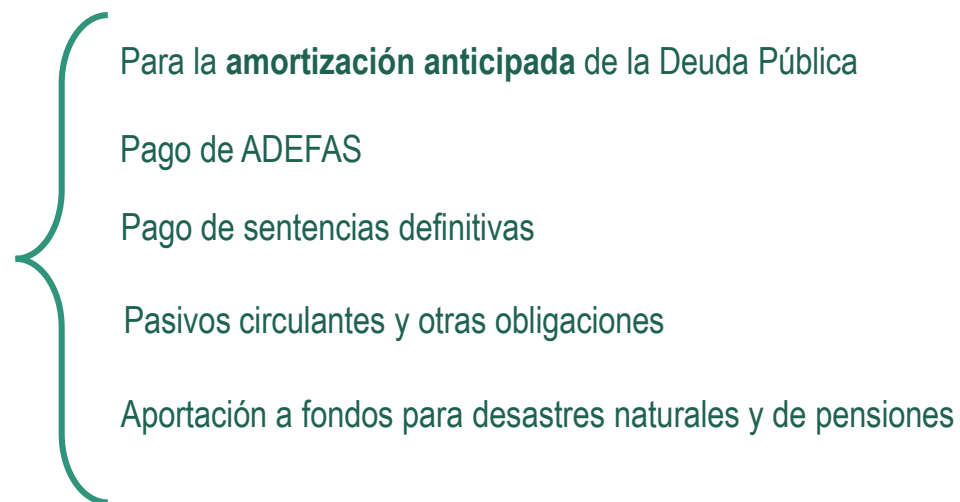 Para la amortización anticipada de la Deuda Pública
Pago de ADEFAS
Pago de sentencias definitivas
Pasivos circulantes y otras obligaciones
Aportación a fondos para desastres naturales y de pensiones